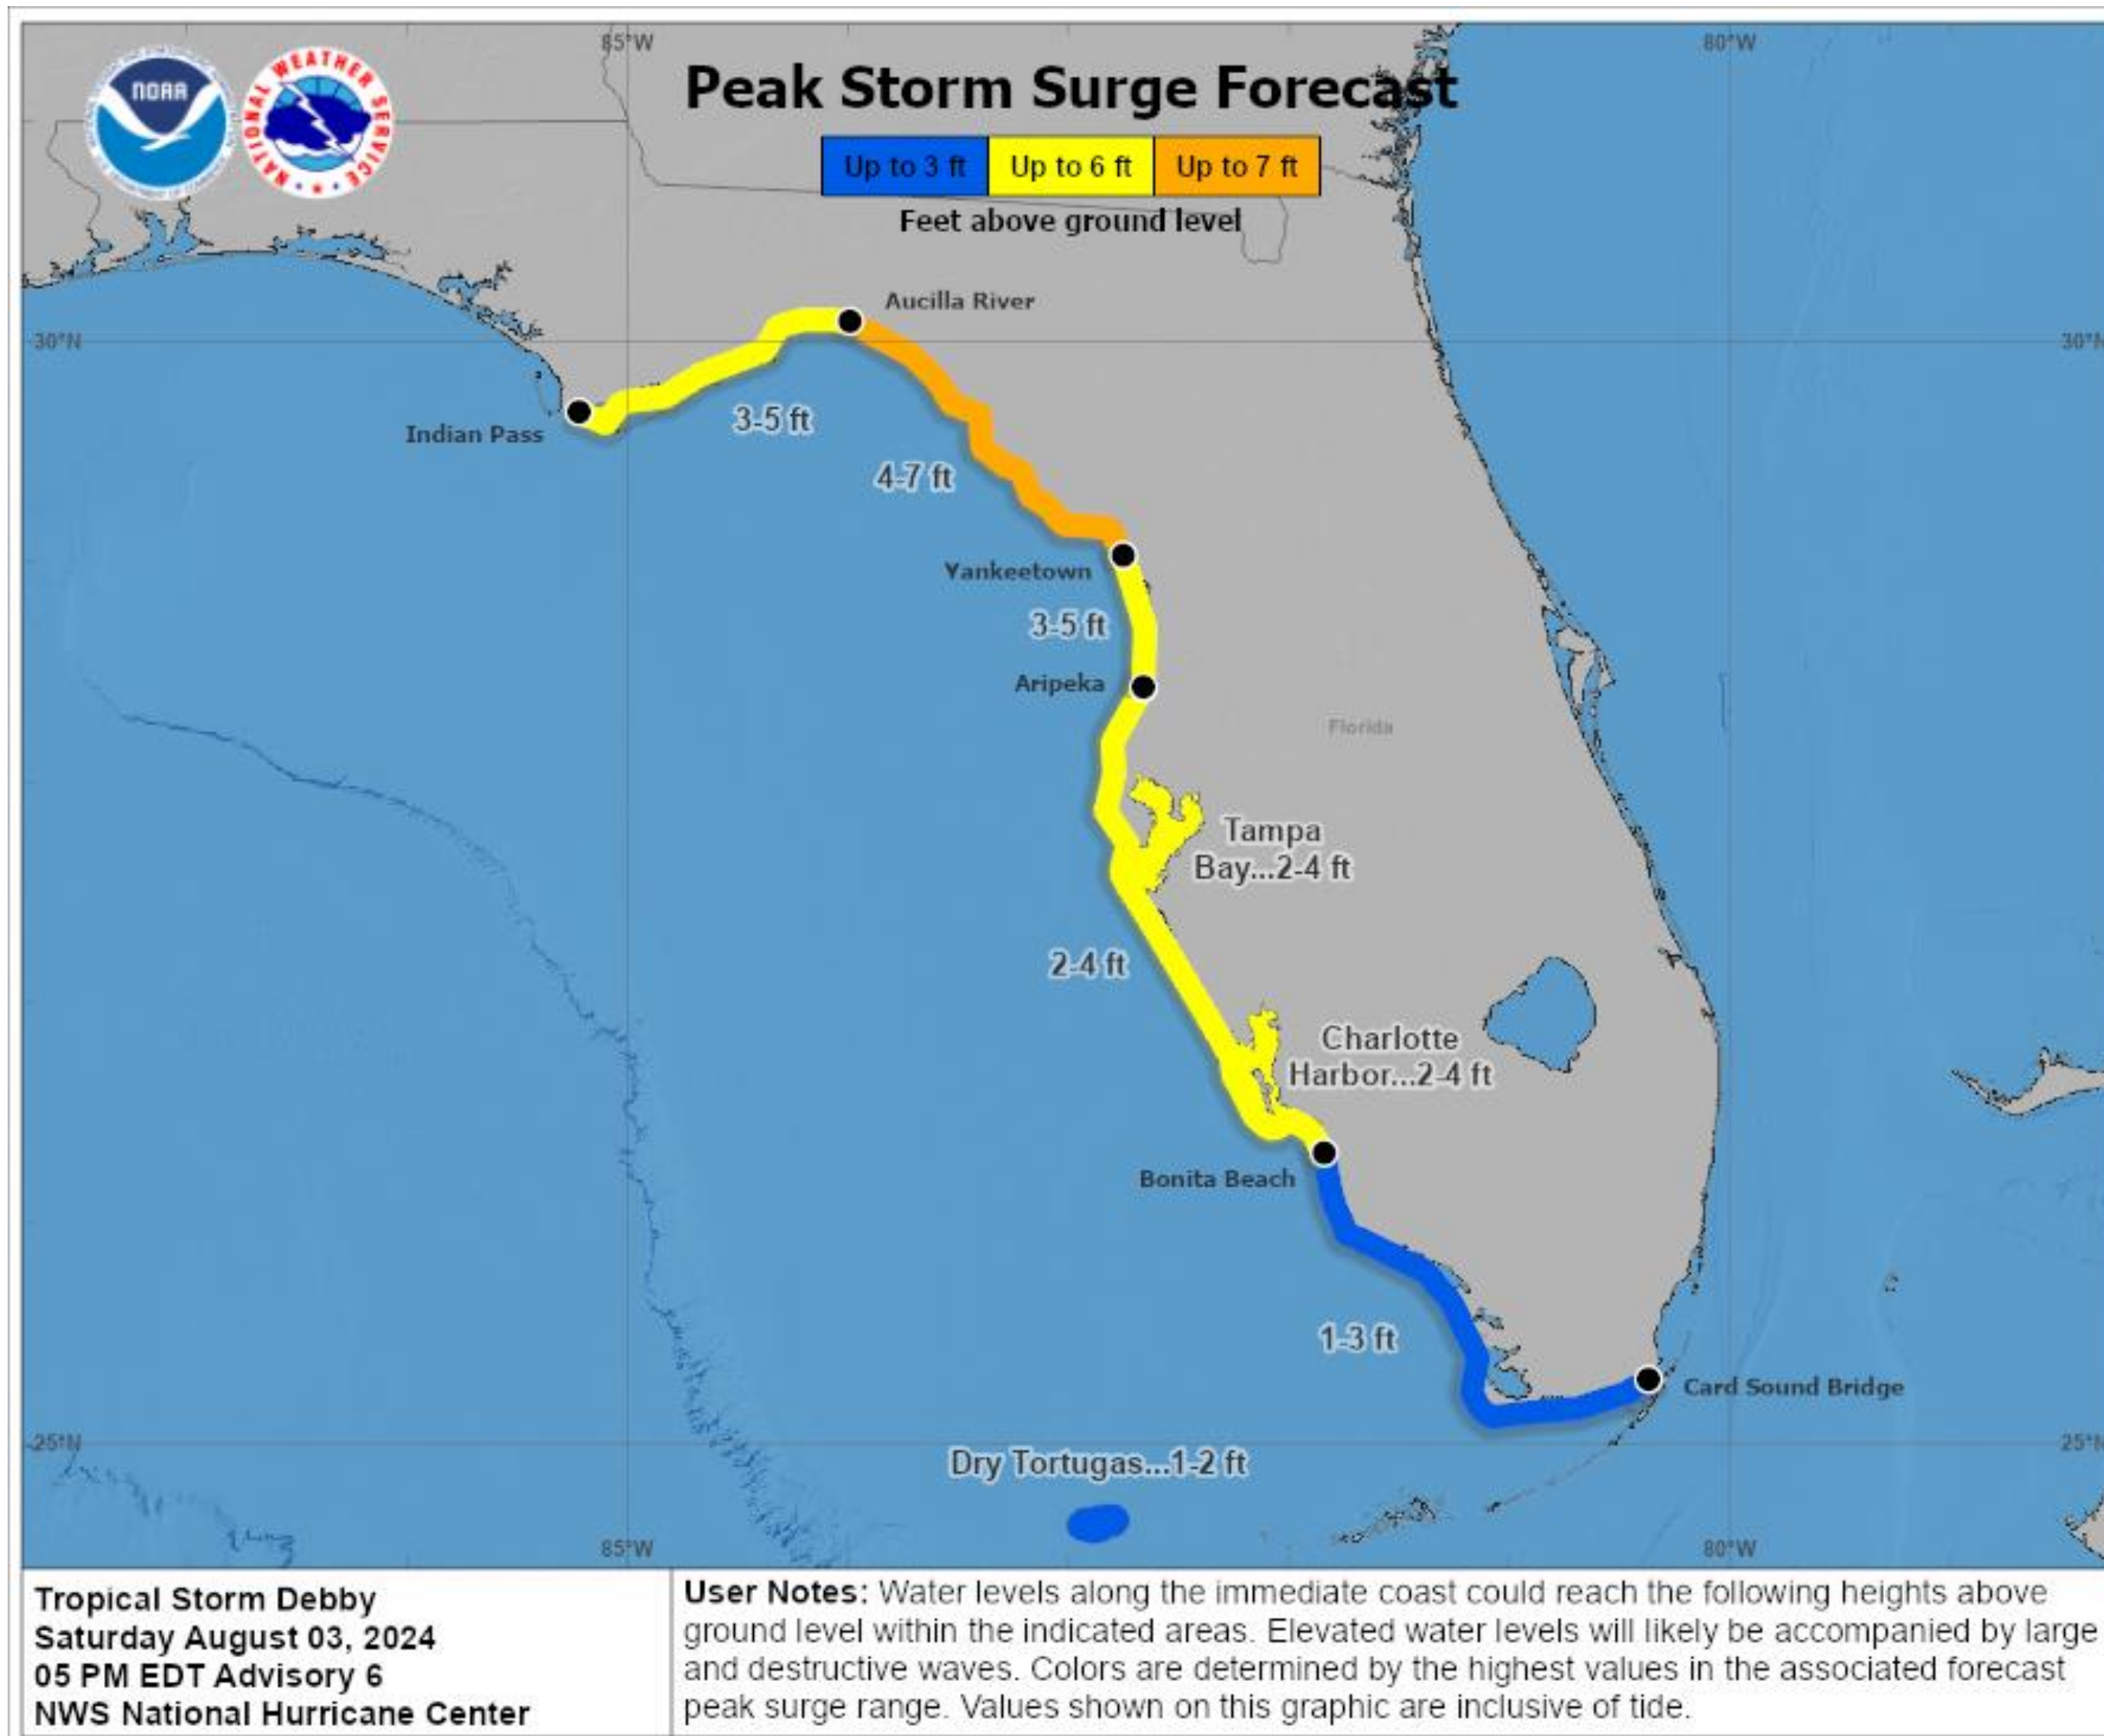 85°W
80°W
NOAA
NATIONAL WEATHER SERVICE
Peak Storm Surge Forecast
Up to 3 ft
Up to 6 ft
Up to 7 ft
Feet above ground level
Aucilla River
30°N
30°N
Indian Pass
3-5 ft
4-7 ft
Yankeetown
3-5 ft
Aripeka
Florida
Tampa
Bay...2-4 ft
2-4 ft
Charlotte
Harbor...2-4 ft
Bonita Beach
1-3 ft
Card Sound Bridge
25°N
25°N
Dry Tortugas...1-2 ft
85°W
80°W
Tropical Storm Debby
Saturday August 03, 2024
05 PM EDT Advisory 6
NWS National Hurricane Center
User Notes: Water levels along the immediate coast could reach the following heights above
ground level within the indicated areas. Elevated water levels will likely be accompanied by large
and destructive waves. Colors are determined by the highest values in the associated forecast
peak surge range. Values shown on this graphic are inclusive of tide.